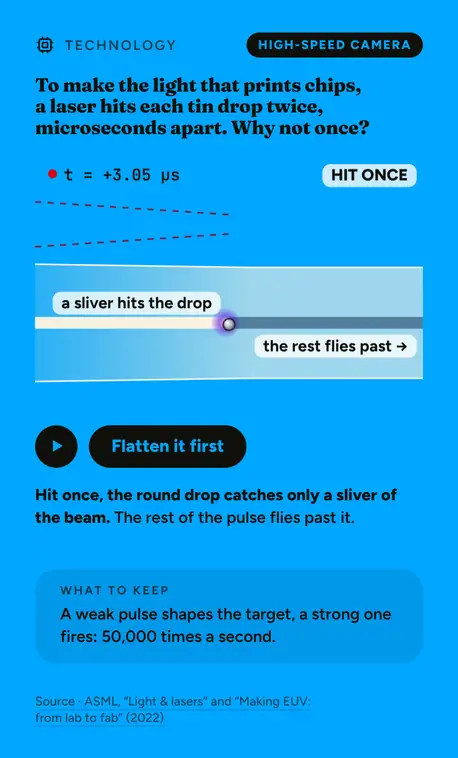 TECHNOLOGY
HIGH-SPEED CAMERA
To make the light that prints chips,
a laser hits each tin drop twice,
microseconds apart. Why not once?
t = +3.05 µs
HIT ONCE
a sliver hits the drop
the rest flies past →
Flatten it first
Hit once, the round drop catches only a sliver of
the beam. The rest of the pulse flies past it.
WHAT TO KEEP
A weak pulse shapes the target, a strong one
fires: 50,000 times a second.
Source · ASML, “Light & lasers” and “Making EUV:
from lab to fab” (2022)